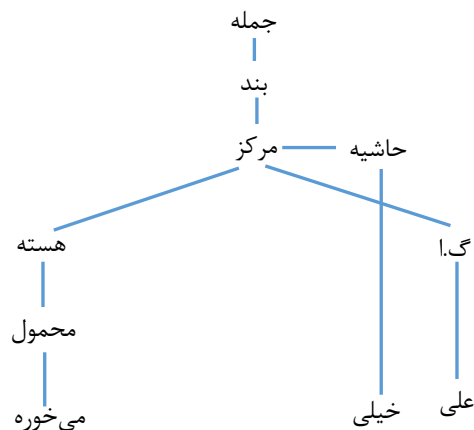 جمله
بند
حاشیه مرکز
گ.ا هسته
محمول
علی خیلی می‌خوره